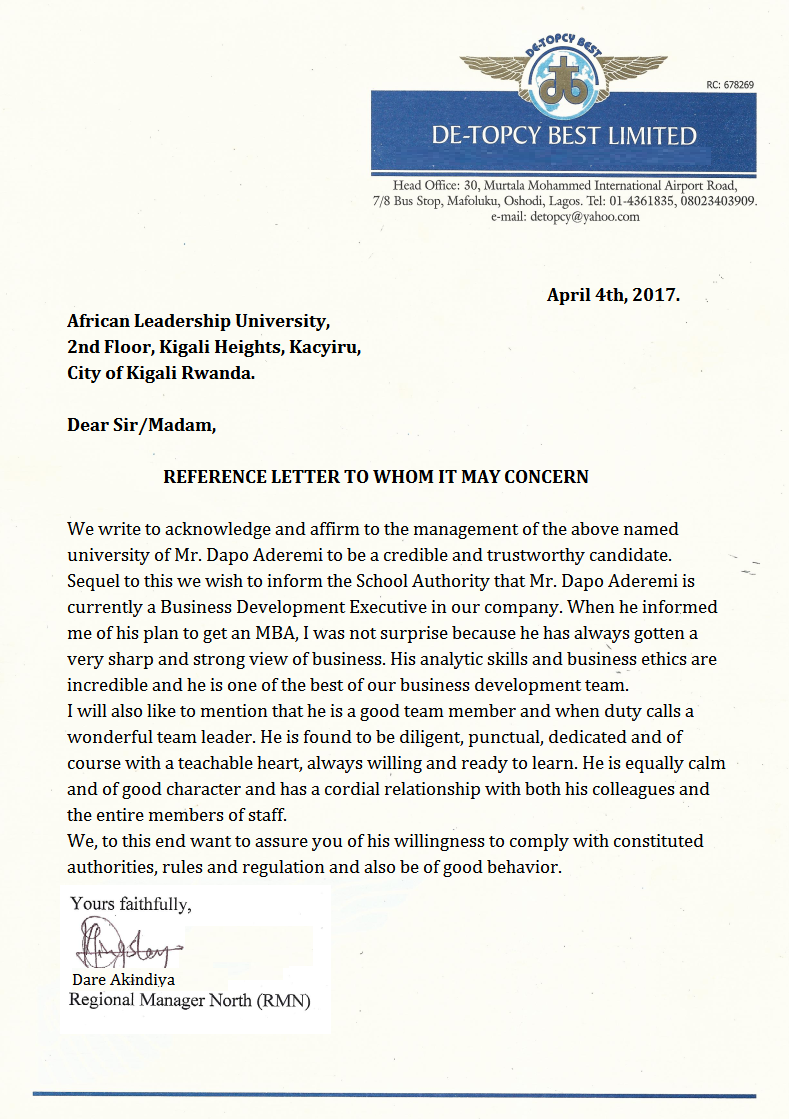 DE-TOPCY BEST
RC: 678269
DE-TOPCY BEST LIMITED
Head Office: 30, Murtala Mohammed International Airport Road,
7/8 Bus Stop, Mafoluku, Oshodi, Lagos. Tel: 01-4361835, 08023403909.
e-mail: detopcy@yahoo.com
April 4th, 2017.
African Leadership University,
2nd Floor, Kigali Heights, Kacyiru,
City of Kigali Rwanda.
Dear Sir/Madam,
REFERENCE LETTER TO WHOM IT MAY CONCERN
We write to acknowledge and affirm to the management of the above named
university of Mr. Dapo Aderemi to be a credible and trustworthy candidate.
Sequel to this we wish to inform the School Authority that Mr. Dapo Aderemi is
currently a Business Development Executive in our company. When he informed
me of his plan to get an MBA, I was not surprise because he has always gotten a
very sharp and strong view of business. His analytic skills and business ethics are
incredible and he is one of the best of our business development team.
I will also like to mention that he is a good team member and when duty calls a
wonderful team leader. He is found to be diligent, punctual, dedicated and of
course with a teachable heart, always willing and ready to learn. He is equally calm
and of good character and has a cordial relationship with both his colleagues and
the entire members of staff.
We, to this end want to assure you of his willingness to comply with constituted
authorities, rules and regulation and also be of good behavior.
Yours faithfully,
Dare Akindiya
Regional Manager North (RMN)